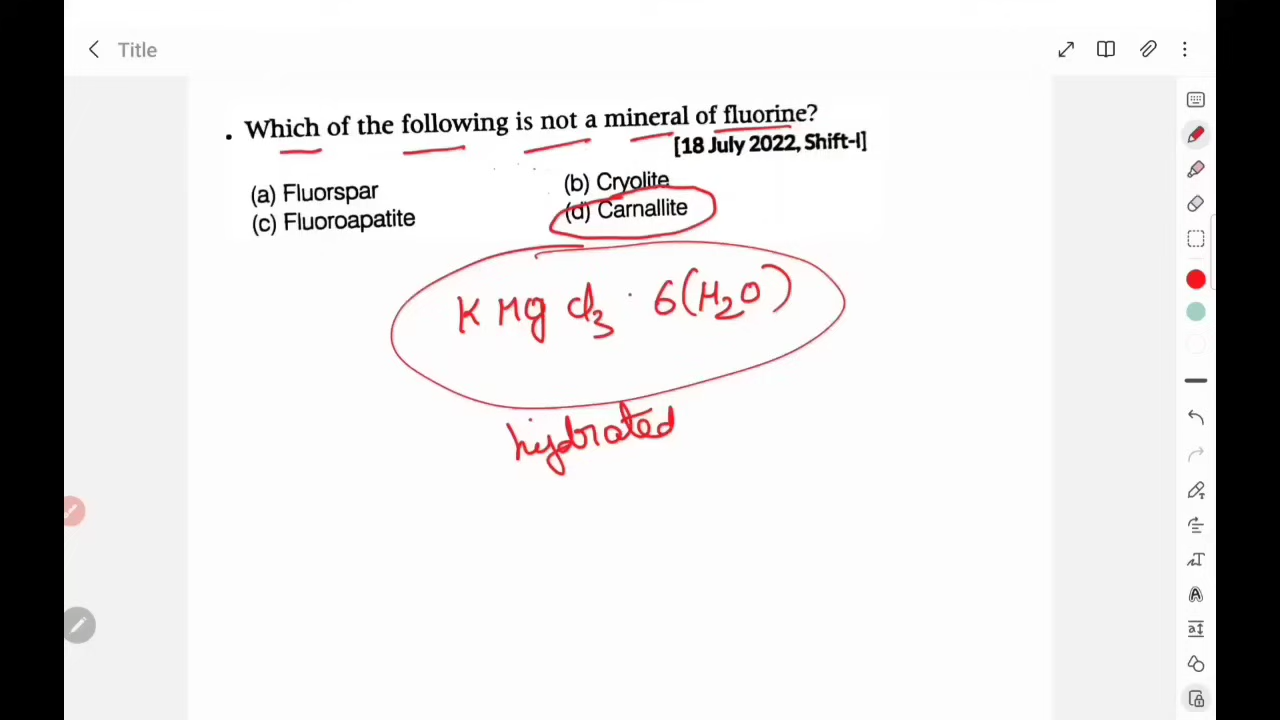 Title
. Which of the following is not a mineral of fluorine?
[18 July 2022, Shift-I]
(a) Fluorspar (b) Cryolite
(c) Fluoroapatite (d) Carnallite
K Mg Cl3 · 6(H2O)
hydrated